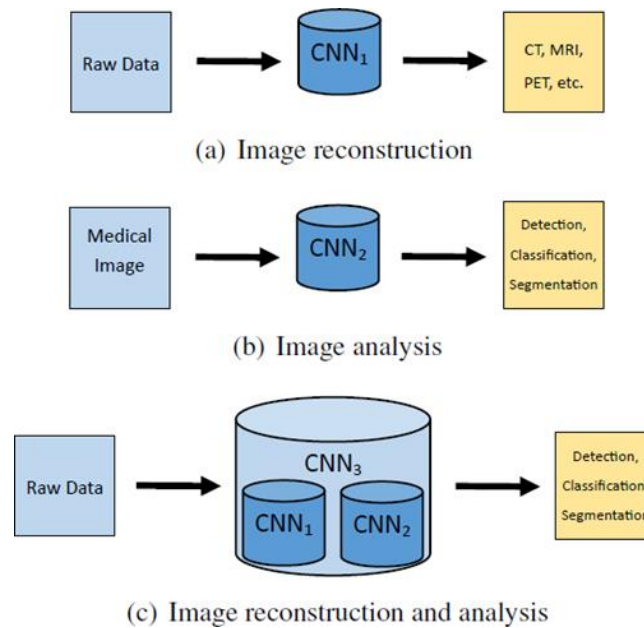 Raw Data
CNN₁
CT, MRI,
PET, etc.
(a) Image reconstruction
Medical
Image
CNN₂
Detection,
Classification,
Segmentation
(b) Image analysis
Raw Data
CNN₃
CNN₁
CNN₂
Detection,
Classification,
Segmentation
(c) Image reconstruction and analysis